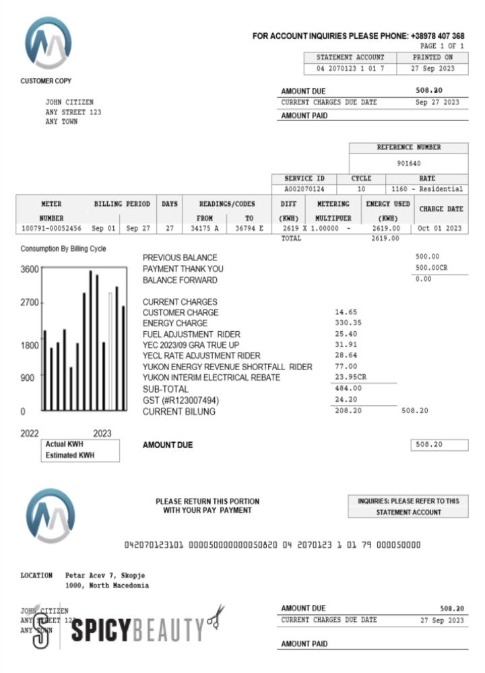 FOR ACCOUNT INQUIRIES PLEASE PHONE: +38978 407 368
PAGE 1 OF 1
STATEMENT ACCOUNT PRINTED ON
04 2070123 1 01 7 27 Sep 2023
CUSTOMER COPY
AMOUNT DUE 508.20
CURRENT CHARGES DUE DATE Sep 27 2023
AMOUNT PAID
JOHN CITIZEN
ANY STREET 123
ANY TOWN
REFERENCE NUMBER
901640
SERVICE ID CYCLE RATE
A002070124 10 1160 - Residential
METER BILLING PERIOD DAYS READINGS/CODES DIFF METERING ENERGY USED CHARGE DATE
NUMBER FROM TO (KWH) MULTIPUER (KWH)
100791-00052456 Sep 01 Sep 27 27 34175 A 36794 E 2619 X 1.00000 - 2619.00 Oct 01 2023
TOTAL 2619.00
Consumption By Billing Cycle
3600
2700
1800
900
0
2022 2023
Actual KWH
Estimated KWH
PREVIOUS BALANCE 500.00
PAYMENT THANK YOU 500.00CR
BALANCE FORWARD 0.00
CURRENT CHARGES
CUSTOMER CHARGE 14.65
ENERGY CHARGE 330.35
FUEL ADJUSTMENT RIDER 25.40
YEC 2023/09 GRA TRUE UP 31.91
YECL RATE ADJUSTMENT RIDER 28.64
YUKON ENERGY REVENUE SHORTFALL RIDER 77.00
YUKON INTERIM ELECTRICAL REBATE 23.95CR
SUB-TOTAL 484.00
GST (#R123007494) 24.20
CURRENT BILUNG 208.20 508.20
AMOUNT DUE 508.20
PLEASE RETURN THIS PORTION
WITH YOUR PAY PAYMENT
INQUIRIES: PLEASE REFER TO THIS
STATEMENT ACCOUNT
042070123101 0000500000000050820 04 2070123 1 01 79 000050000
LOCATION Petar Acev 7, Skopje
1000, North Macedonia
JOHN CITIZEN
ANY STREET 123
ANY TOWN
SPICYBEAUTY
AMOUNT DUE 508.20
CURRENT CHARGES DUE DATE 27 Sep 2023
AMOUNT PAID